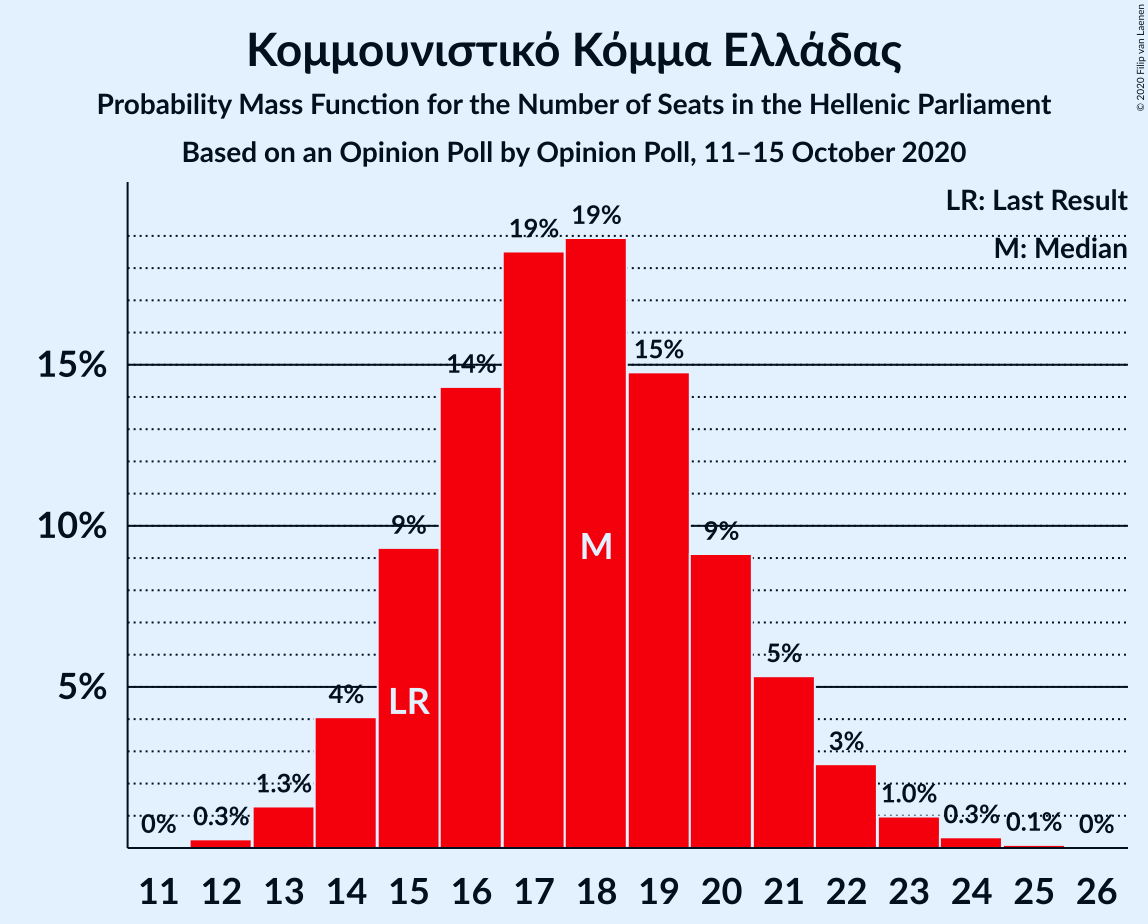 Κομμουνιστικό Κόμμα Ελλάδας
Probability Mass Function for the Number of Seats in the Hellenic Parliament
Based on an Opinion Poll by Opinion Poll, 11–15 October 2020
© 2020 Filip van Laenen
LR: Last Result
M: Median
15%
10%
5%
0%
0.3%
1.3%
4%
9%
14%
19%
19%
15%
9%
5%
3%
1.0%
0.3%
0.1%
0%
LR
M
11 12 13 14 15 16 17 18 19 20 21 22 23 24 25 26